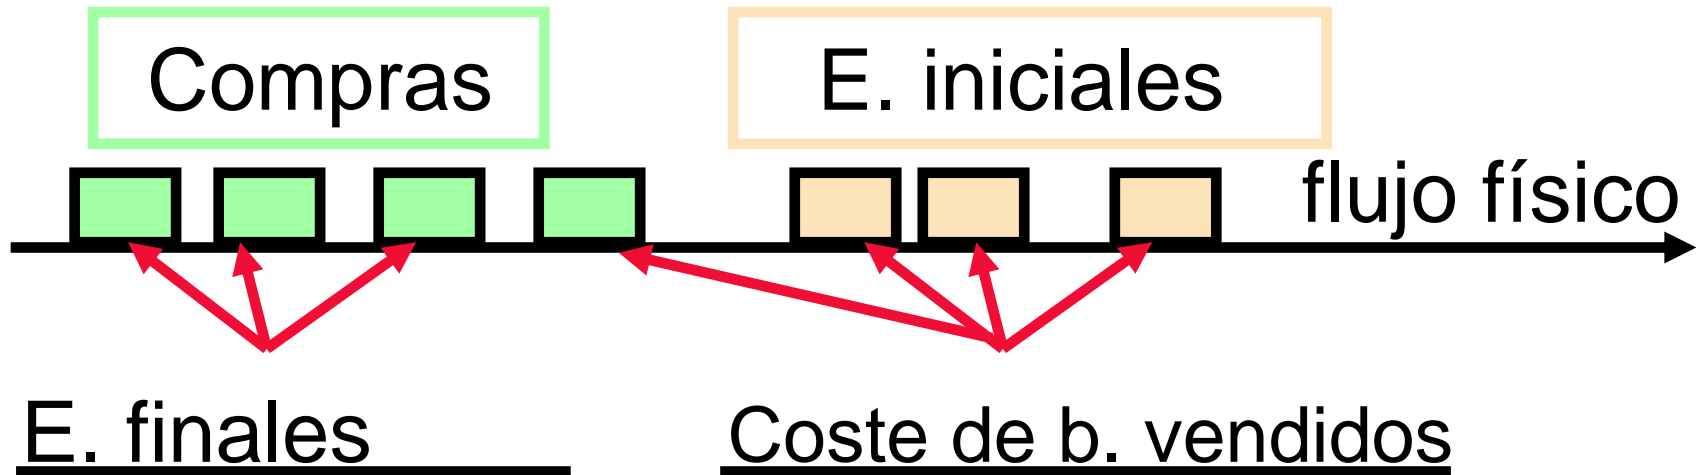 Compras
E. iniciales
flujo físico
E. finales
Coste de b. vendidos